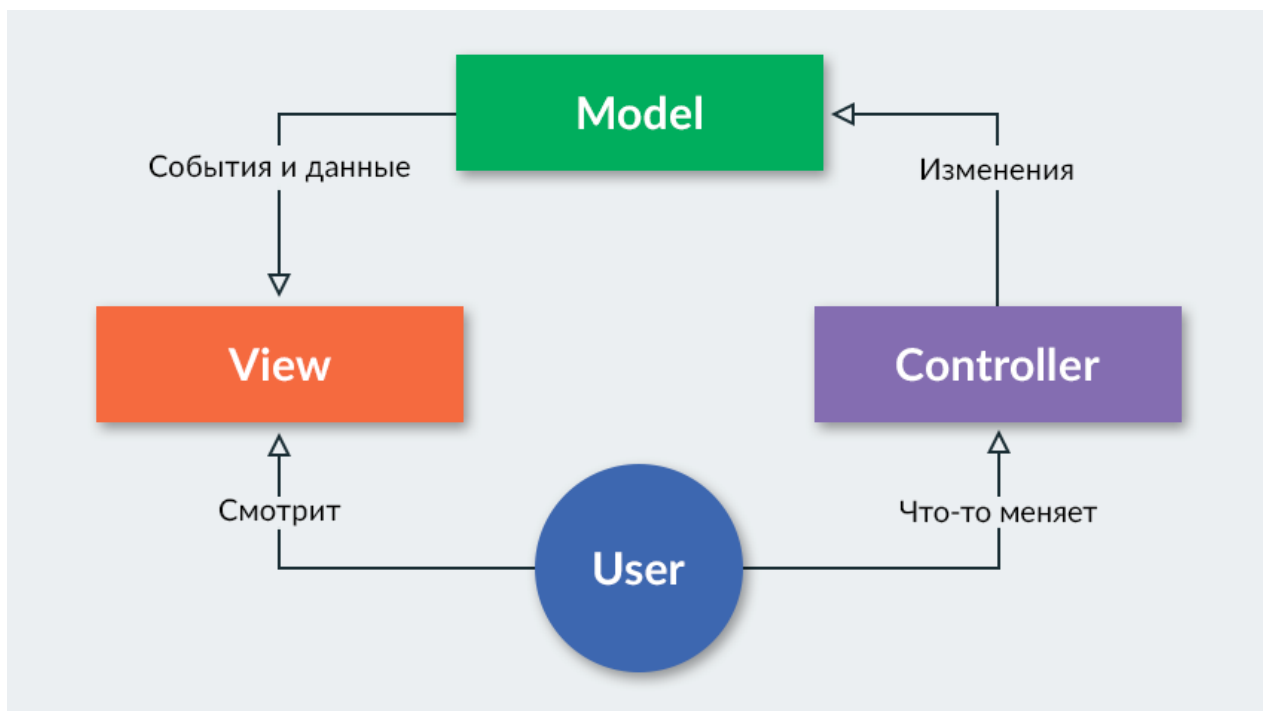 Model
События и данные
Изменения
View
Controller
Смотрит
Что-то меняет
User